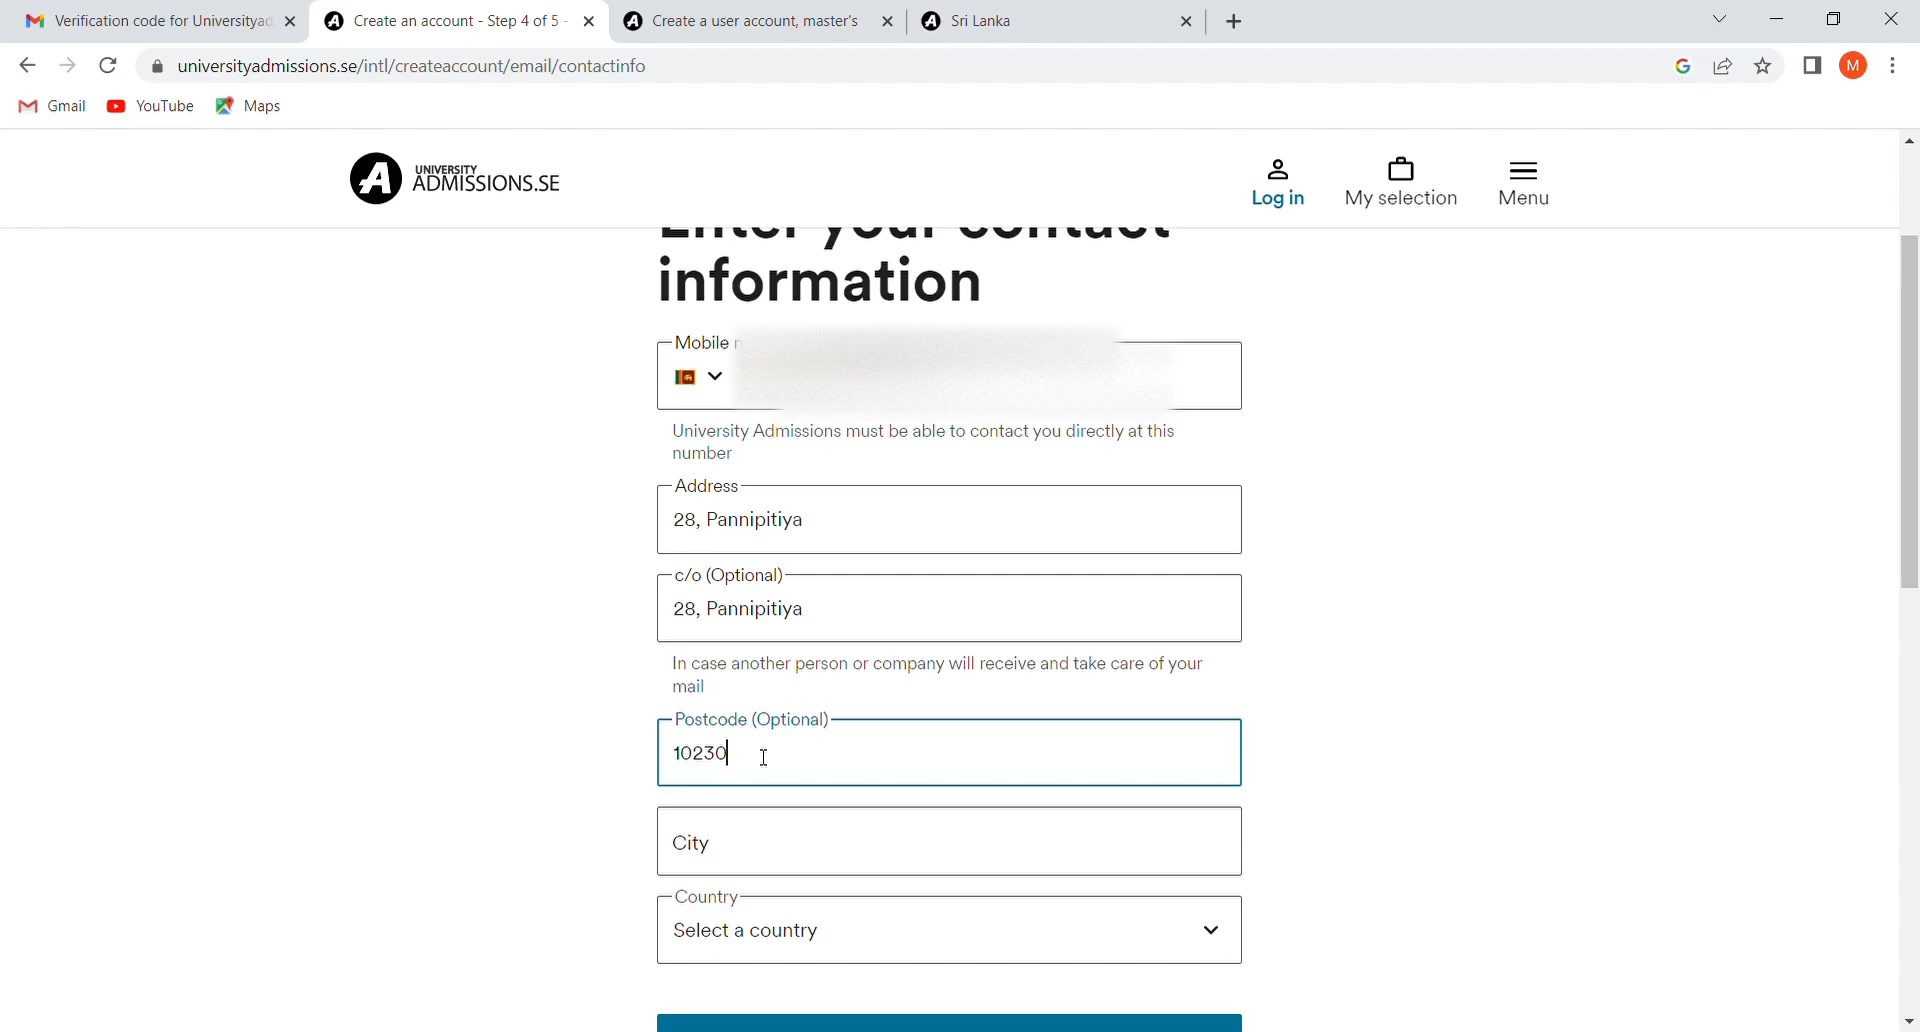 Verification code for Universityad
Create an account - Step 4 of 5 -
Create a user account, master's
Sri Lanka
universityadmissions.se/intl/createaccount/email/contactinfo
M
Gmail
YouTube
Maps
A UNIVERSITY
ADMISSIONS.SE
Log in
My selection
Menu
Enter your contact
information
Mobile
University Admissions must be able to contact you directly at this
number
Address
28, Pannipitiya
c/o (Optional)
28, Pannipitiya
In case another person or company will receive and take care of your
mail
Postcode (Optional)
10230
City
Country
Select a country